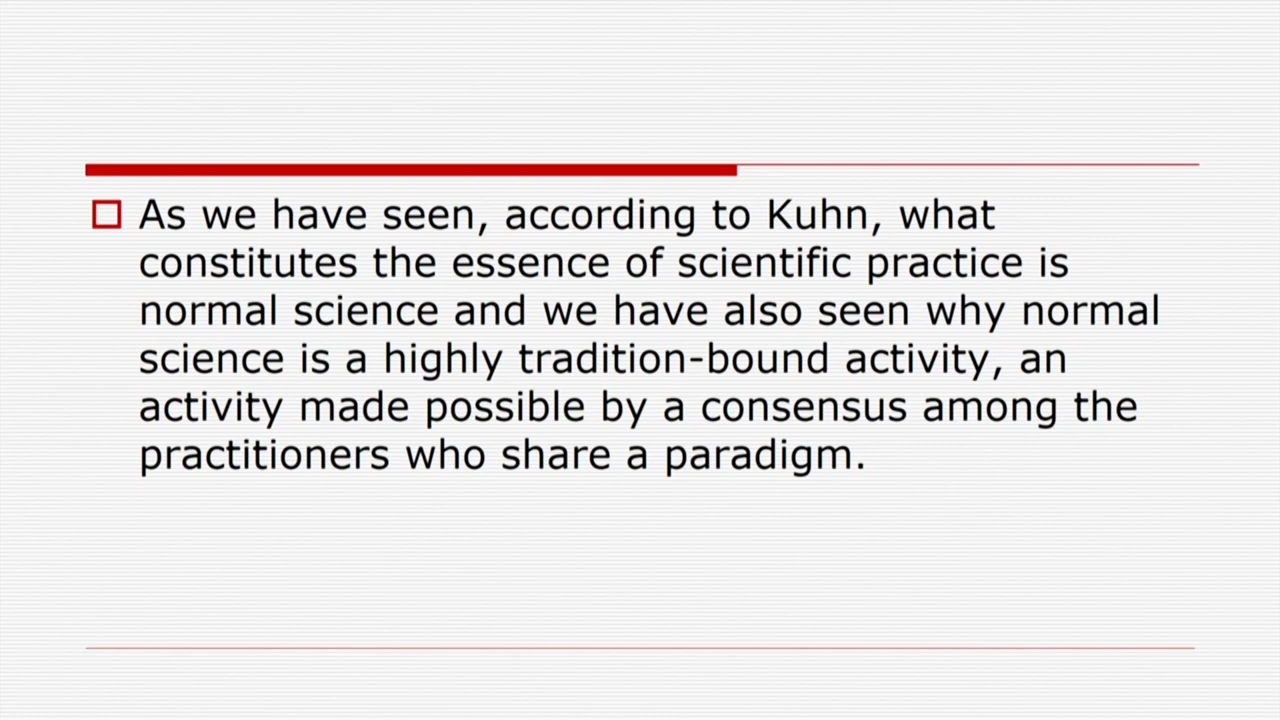 As we have seen, according to Kuhn, what
constitutes the essence of scientific practice is
normal science and we have also seen why normal
science is a highly tradition-bound activity, an
activity made possible by a consensus among the
practitioners who share a paradigm.